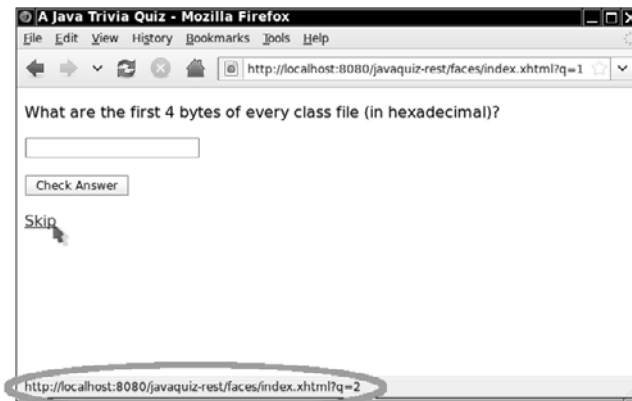 A Java Trivia Quiz - Mozilla Firefox
File Edit View History Bookmarks Tools Help
http://localhost:8080/javaquiz-rest/faces/index.xhtml?q=1
What are the first 4 bytes of every class file (in hexadecimal)?
Check Answer
Skip
http://localhost:8080/javaquiz-rest/faces/index.xhtml?q=2